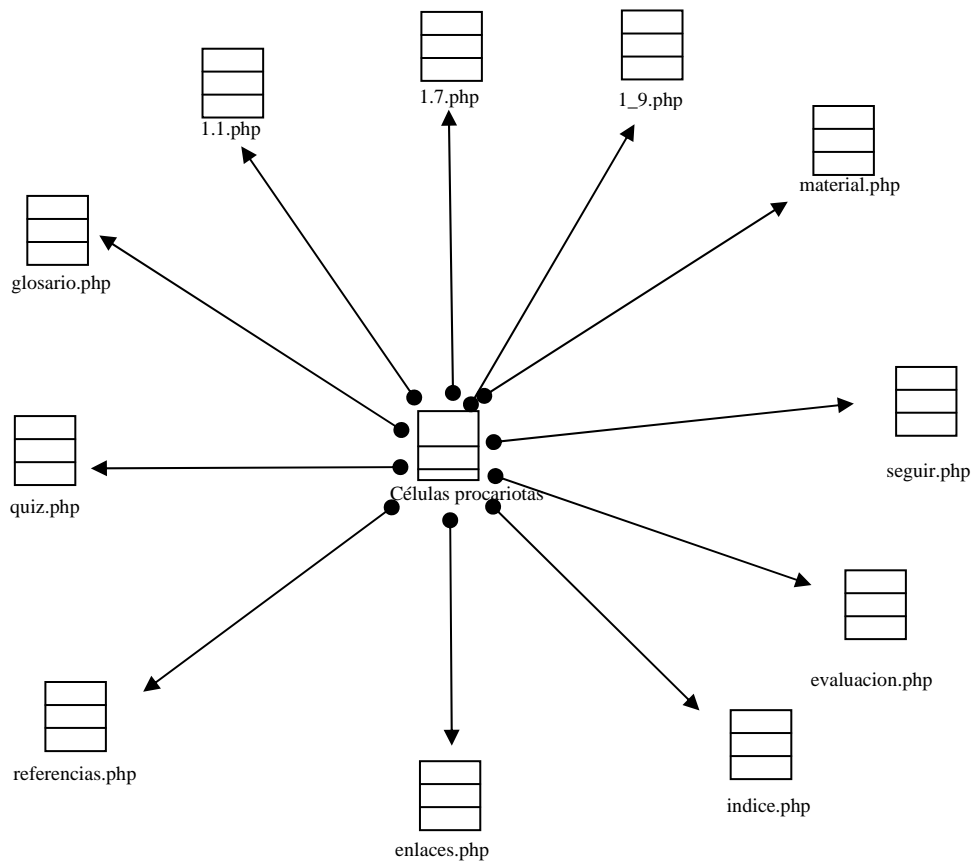 1.7.php
1_9.php
1.1.php
material.php
glosario.php
seguir.php
Células procariotas
quiz.php
evaluacion.php
referencias.php
indice.php
enlaces.php